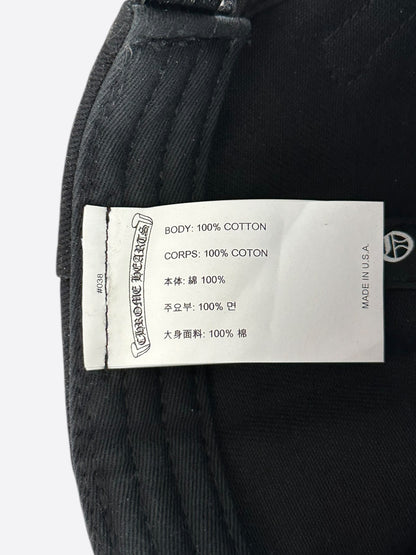 BODY: 100% COTTON
CORPS: 100% COTON
本体: 綿 100%
주요부: 100% 면
大身面料: 100% 棉
CHROME HEARTS
#038
MADE IN U.S.A.